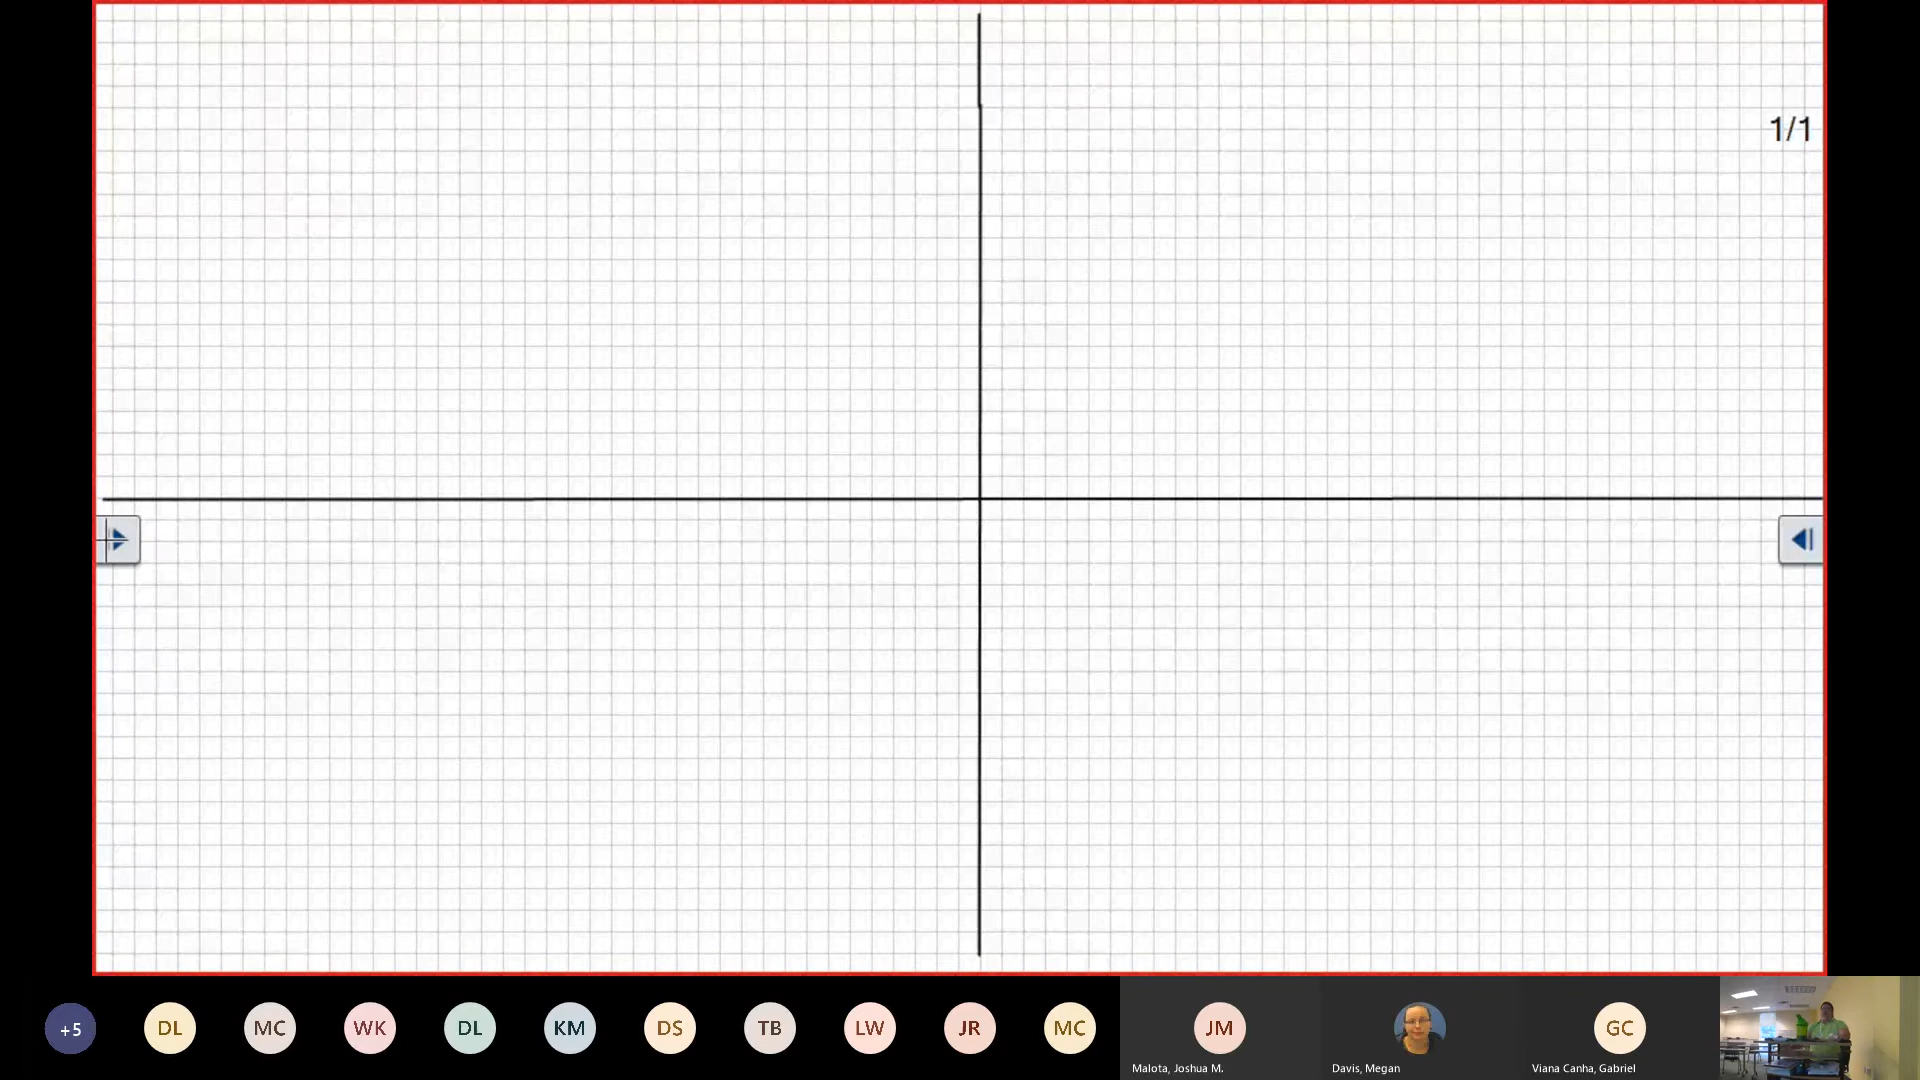 1/1
+5
DL
MC
WK
DL
KM
DS
TB
LW
JR
MC
JM
GC
Malota, Joshua M.
Davis, Megan
Viana Canha, Gabriel